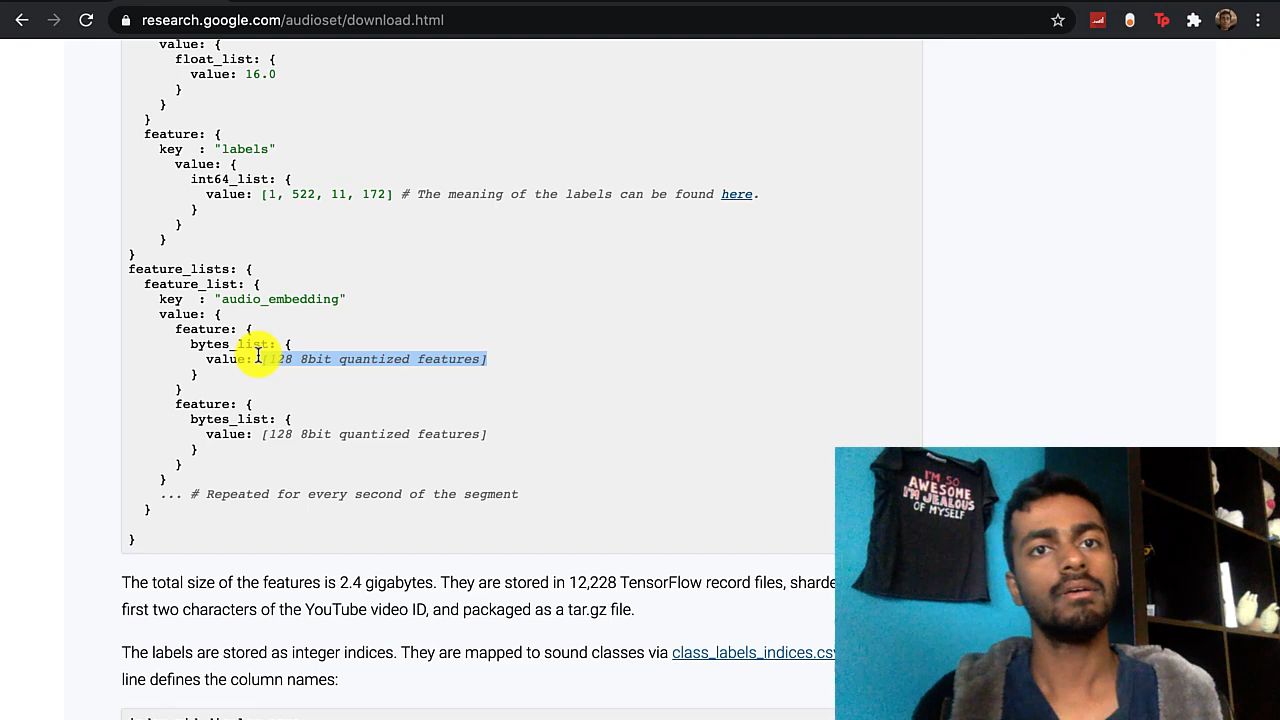 research.google.com/audioset/download.html
Tp
value: {
float_list: {
value: 16.0
}
}
}
feature: {
key : "labels"
value: {
int64_list: {
value: [1, 522, 11, 172] # The meaning of the labels can be found here.
}
}
}
}
feature_lists: {
feature_list: {
key : "audio_embedding"
value: {
feature: {
bytes_list: {
value: [128 8bit quantized features]
}
}
feature: {
bytes_list: {
value: [128 8bit quantized features]
}
}
}
... # Repeated for every second of the segment
}
}
The total size of the features is 2.4 gigabytes. They are stored in 12,228 TensorFlow record files, sharde
first two characters of the YouTube video ID, and packaged as a tar.gz file.
The labels are stored as integer indices. They are mapped to sound classes via class_labels_indices.csv
line defines the column names:
I'M SO
AWESOME
I'M JEALOUS
OF MYSELF